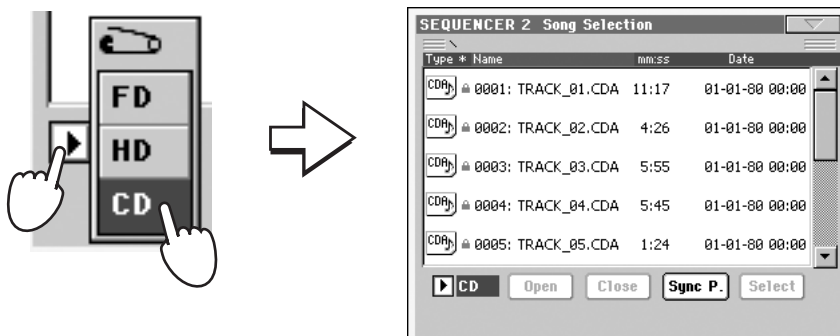 FD
HD
CD
SEQUENCER 2 Song Selection
Type * Name mm:ss Date
CDA 0001: TRACK_01.CDA 11:17 01-01-80 00:00
CDA 0002: TRACK_02.CDA 4:26 01-01-80 00:00
CDA 0003: TRACK_03.CDA 5:55 01-01-80 00:00
CDA 0004: TRACK_04.CDA 5:45 01-01-80 00:00
CDA 0005: TRACK_05.CDA 1:24 01-01-80 00:00
CD Open Close Sync P. Select